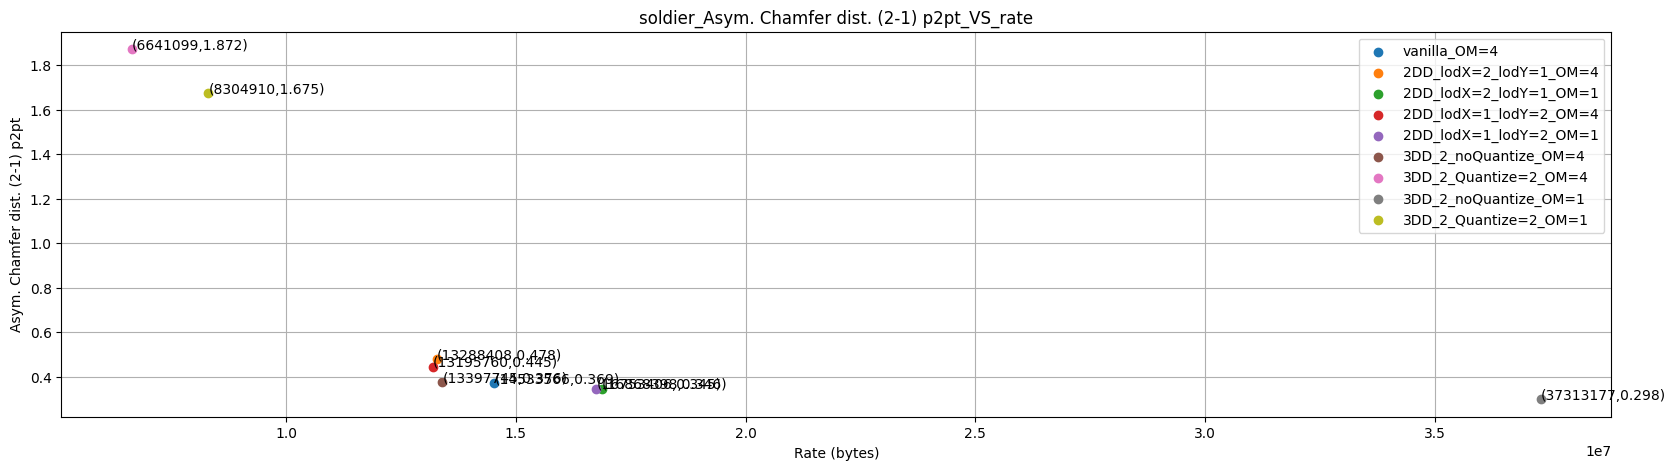 soldier_Asym. Chamfer dist. (2-1) p2pt_VS_rate
Asym. Chamfer dist. (2-1) p2pt
1.8
1.6
1.4
1.2
1.0
0.8
0.6
0.4
(6641099,1.872)
(8304910,1.675)
(13288408,0.478)
(13195760,0.445)
(37313177,0.298)
vanilla_OM=4
2DD_lodX=2_lodY=1_OM=4
2DD_lodX=2_lodY=1_OM=1
2DD_lodX=1_lodY=2_OM=4
2DD_lodX=1_lodY=2_OM=1
3DD_2_noQuantize_OM=4
3DD_2_Quantize=2_OM=4
3DD_2_noQuantize_OM=1
3DD_2_Quantize=2_OM=1
1.0 1.5 2.0 2.5 3.0 3.5
1e7
Rate (bytes)